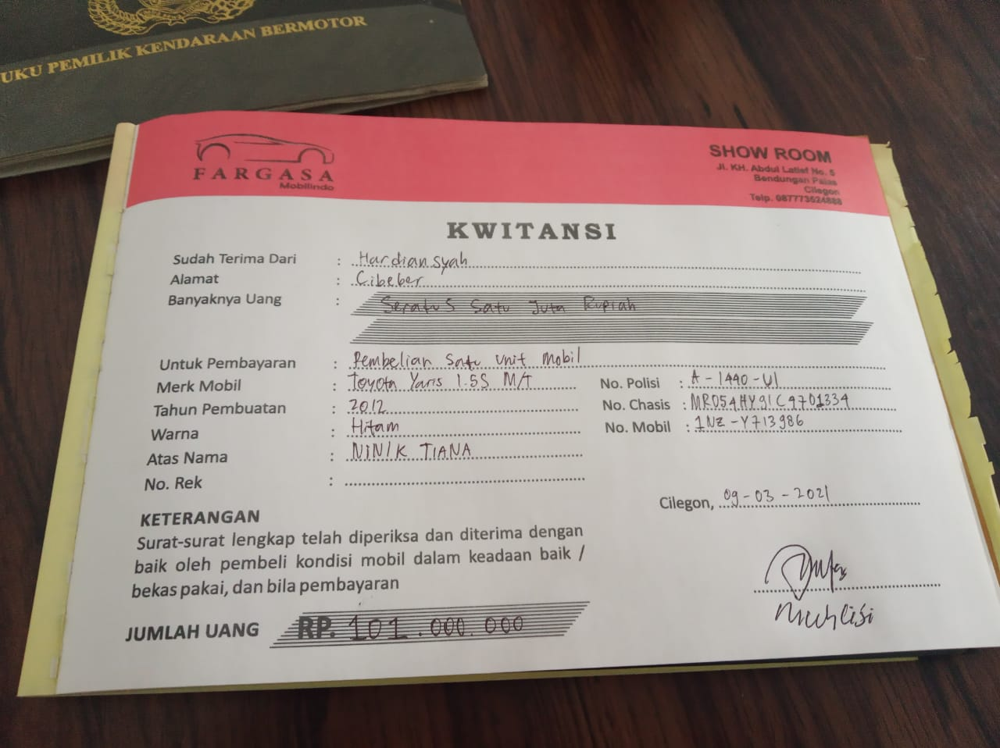 UKU PEMILIK KENDARAAN BERMOTOR
FARGASA
Mobilindo
SHOW ROOM
Jl. KH. Abdul Latief No. 5
Bendungan Palas
Cilegon
Telp. 087773524888
KWITANSI
Sudah Terima Dari : Hardiansyah
Alamat : Cibeber
Banyaknya Uang : Seratus Satu Juta Rupiah
Untuk Pembayaran : Pembelian Satu Unit Mobil
Merk Mobil : Toyota Yaris 1.5S M/T
No. Polisi : A-1440-UI
Tahun Pembuatan : 2012
No. Chasis : MR054HY91C4701334
Warna : Hitam
No. Mobil : 1NZ-Y713986
Atas Nama : NINIK TIANA
No. Rek :
Cilegon, 09-03-2021
KETERANGAN
Surat-surat lengkap telah diperiksa dan diterima dengan
baik oleh pembeli kondisi mobil dalam keadaan baik /
bekas pakai, dan bila pembayaran
Muchlisi
JUMLAH UANG RP. 101.000.000